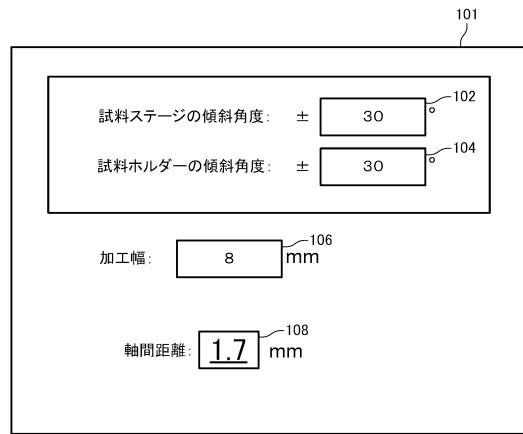 101
試料ステージの傾斜角度: ± 30 ° 102
試料ホルダーの傾斜角度: ± 30 ° 104
加工幅: 8 mm 106
軸間距離: 1.7 mm 108